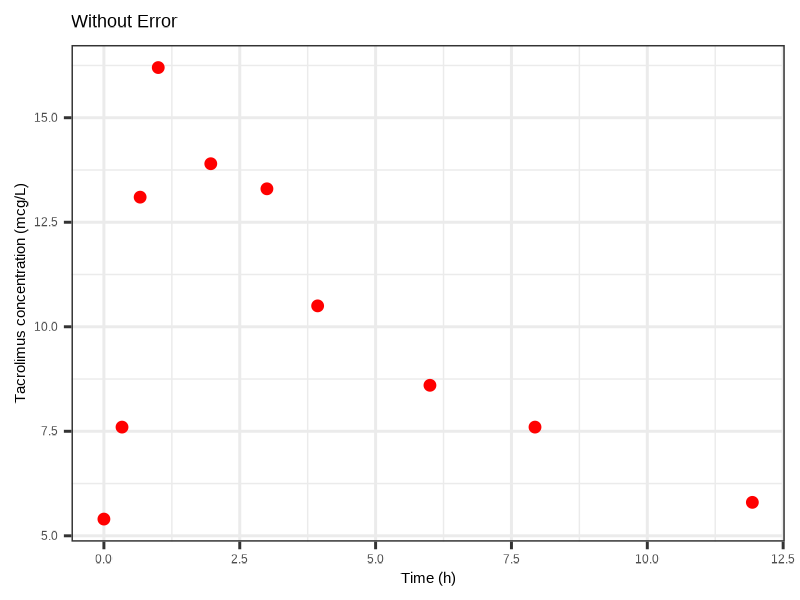 Without Error
Tacrolimus concentration (mcg/L)
15.0
12.5
10.0
7.5
5.0
0.0 2.5 5.0 7.5 10.0 12.5
Time (h)